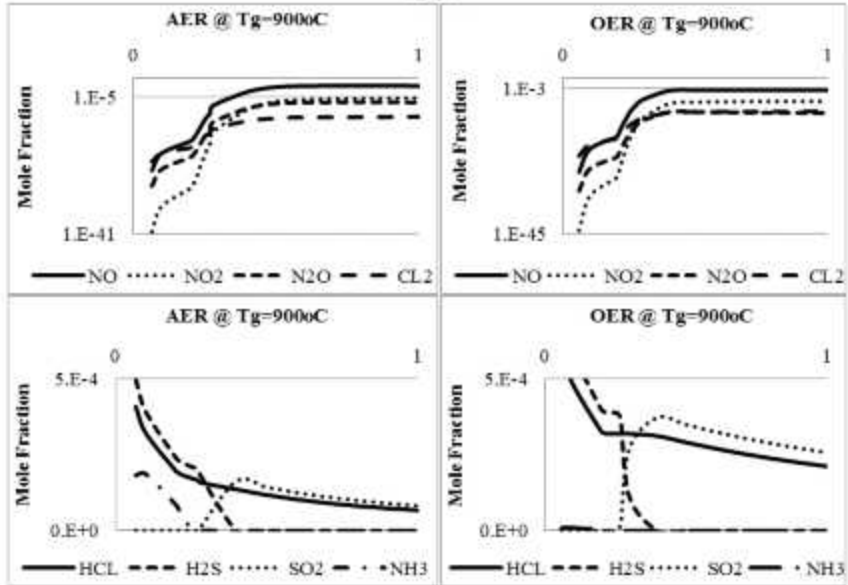 AER @ Tg=900oC
0 1
1.E-5
Mole Fraction
1.E-41
NO NO2 N2O CL2
OER @ Tg=900oC
0 1
1.E-3
Mole Fraction
1.E-45
NO NO2 N2O CL2
AER @ Tg=900oC
0 1
5.E-4
Mole Fraction
0.E+0
HCL H2S SO2 NH3
OER @ Tg=900oC
0 1
5.E-4
Mole Fraction
0.E+0
HCL H2S SO2 NH3